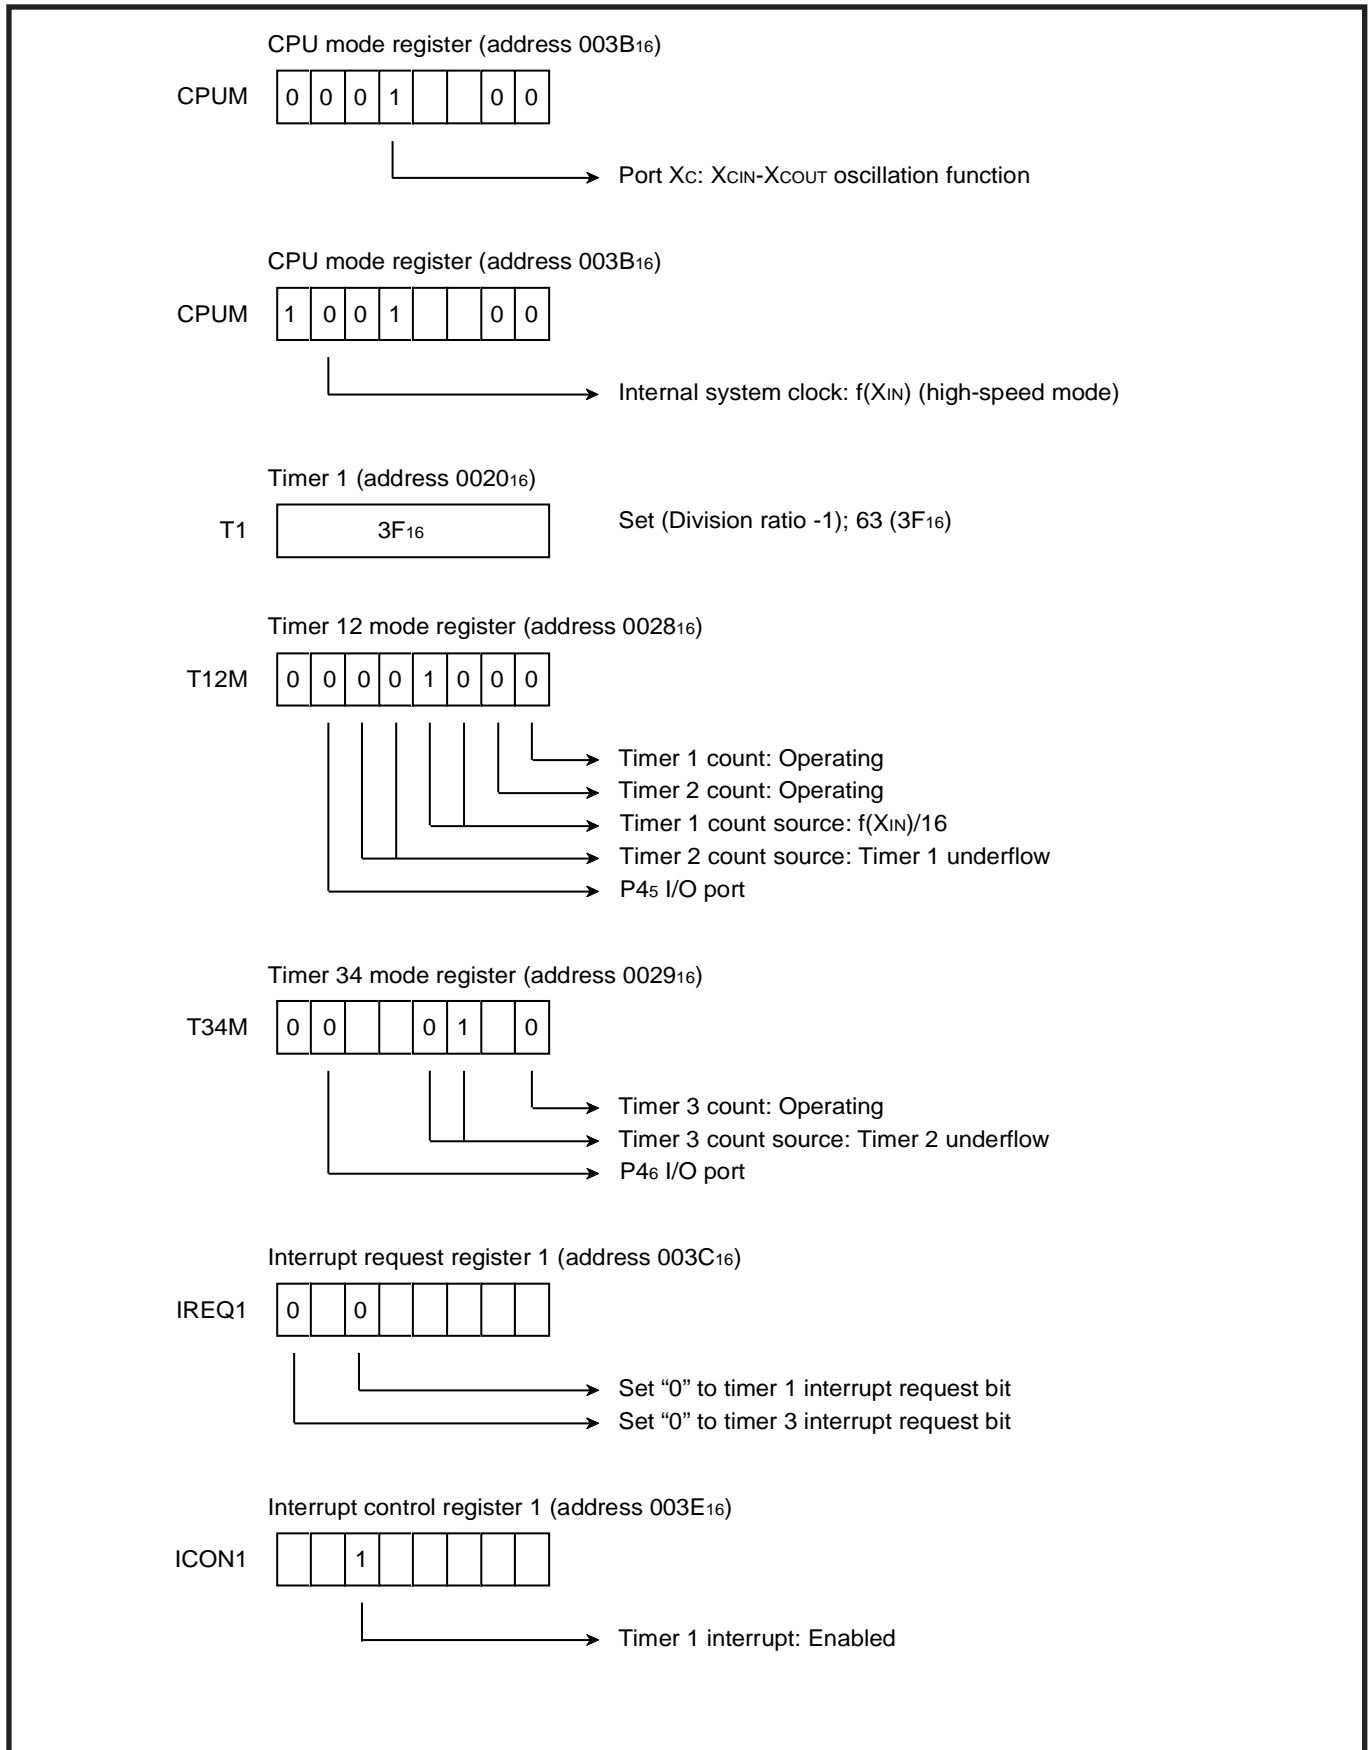 CPU mode register (address 003B16)
CPUM 0 0 0 1 0 0
Port XC: XCIN-XCOUT oscillation function
CPU mode register (address 003B16)
CPUM 1 0 0 1 0 0
Internal system clock: f(XIN) (high-speed mode)
Timer 1 (address 002016)
T1 3F16 Set (Division ratio -1); 63 (3F16)
Timer 12 mode register (address 002816)
T12M 0 0 0 0 1 0 0 0
Timer 1 count: Operating
Timer 2 count: Operating
Timer 1 count source: f(XIN)/16
Timer 2 count source: Timer 1 underflow
P45 I/O port
Timer 34 mode register (address 002916)
T34M 0 0 0 1 0
Timer 3 count: Operating
Timer 3 count source: Timer 2 underflow
P46 I/O port
Interrupt request register 1 (address 003C16)
IREQ1 0 0
Set “0” to timer 1 interrupt request bit
Set “0” to timer 3 interrupt request bit
Interrupt control register 1 (address 003E16)
ICON1 1
Timer 1 interrupt: Enabled